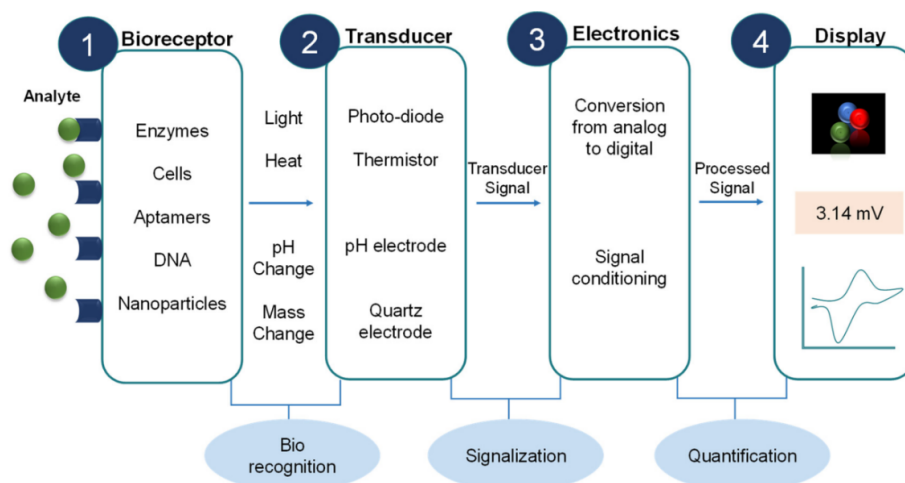 1
Bioreceptor
2
Transducer
3
Electronics
4
Display
Analyte
Enzymes
Cells
Aptamers
DNA
Nanoparticles
Light
Heat
pH
Change
Mass
Change
Photo-diode
Thermistor
pH electrode
Quartz
electrode
Transducer
Signal
Conversion
from analog
to digital
Signal
conditioning
Processed
Signal
3.14 mV
Bio
recognition
Signalization
Quantification